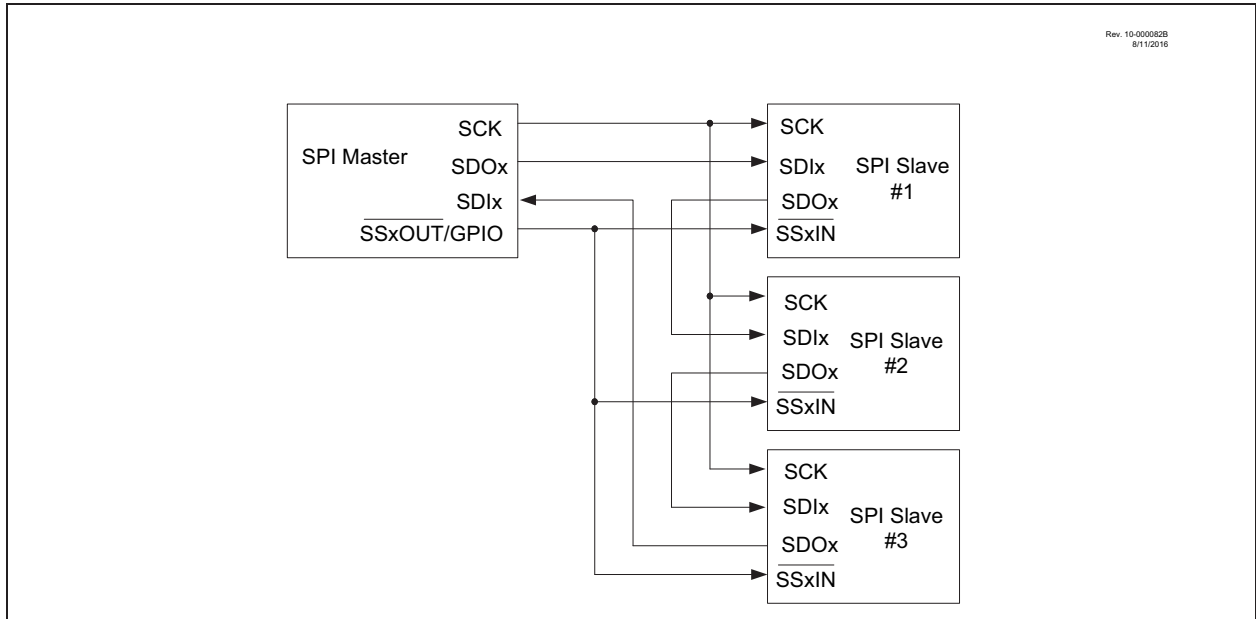 Rev. 10-000082B
8/11/2016
SPI Master
SCK
SDOx
SDIx
SSxOUT/GPIO
SCK
SDIx
SDOx
SSxIN
SPI Slave
#1
SCK
SDIx
SDOx
SSxIN
SPI Slave
#2
SCK
SDIx
SDOx
SSxIN
SPI Slave
#3